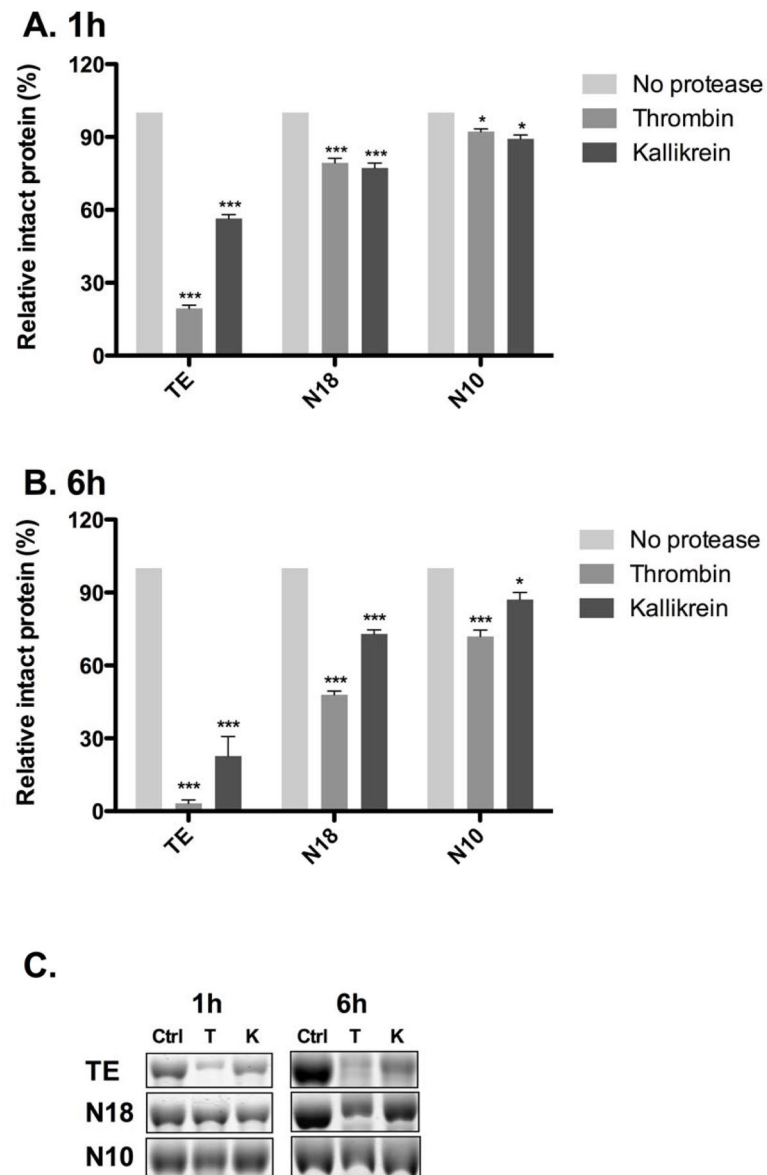 A. 1h
Relative intact protein (%)
120
90
60
30
0
***
***
***
***
*
*
TE
N18
N10
No protease
Thrombin
Kallikrein
B. 6h
Relative intact protein (%)
120
90
60
30
0
***
***
***
***
***
*
TE
N18
N10
No protease
Thrombin
Kallikrein
C.
1h 6h
Ctrl T K Ctrl T K
TE
N18
N10